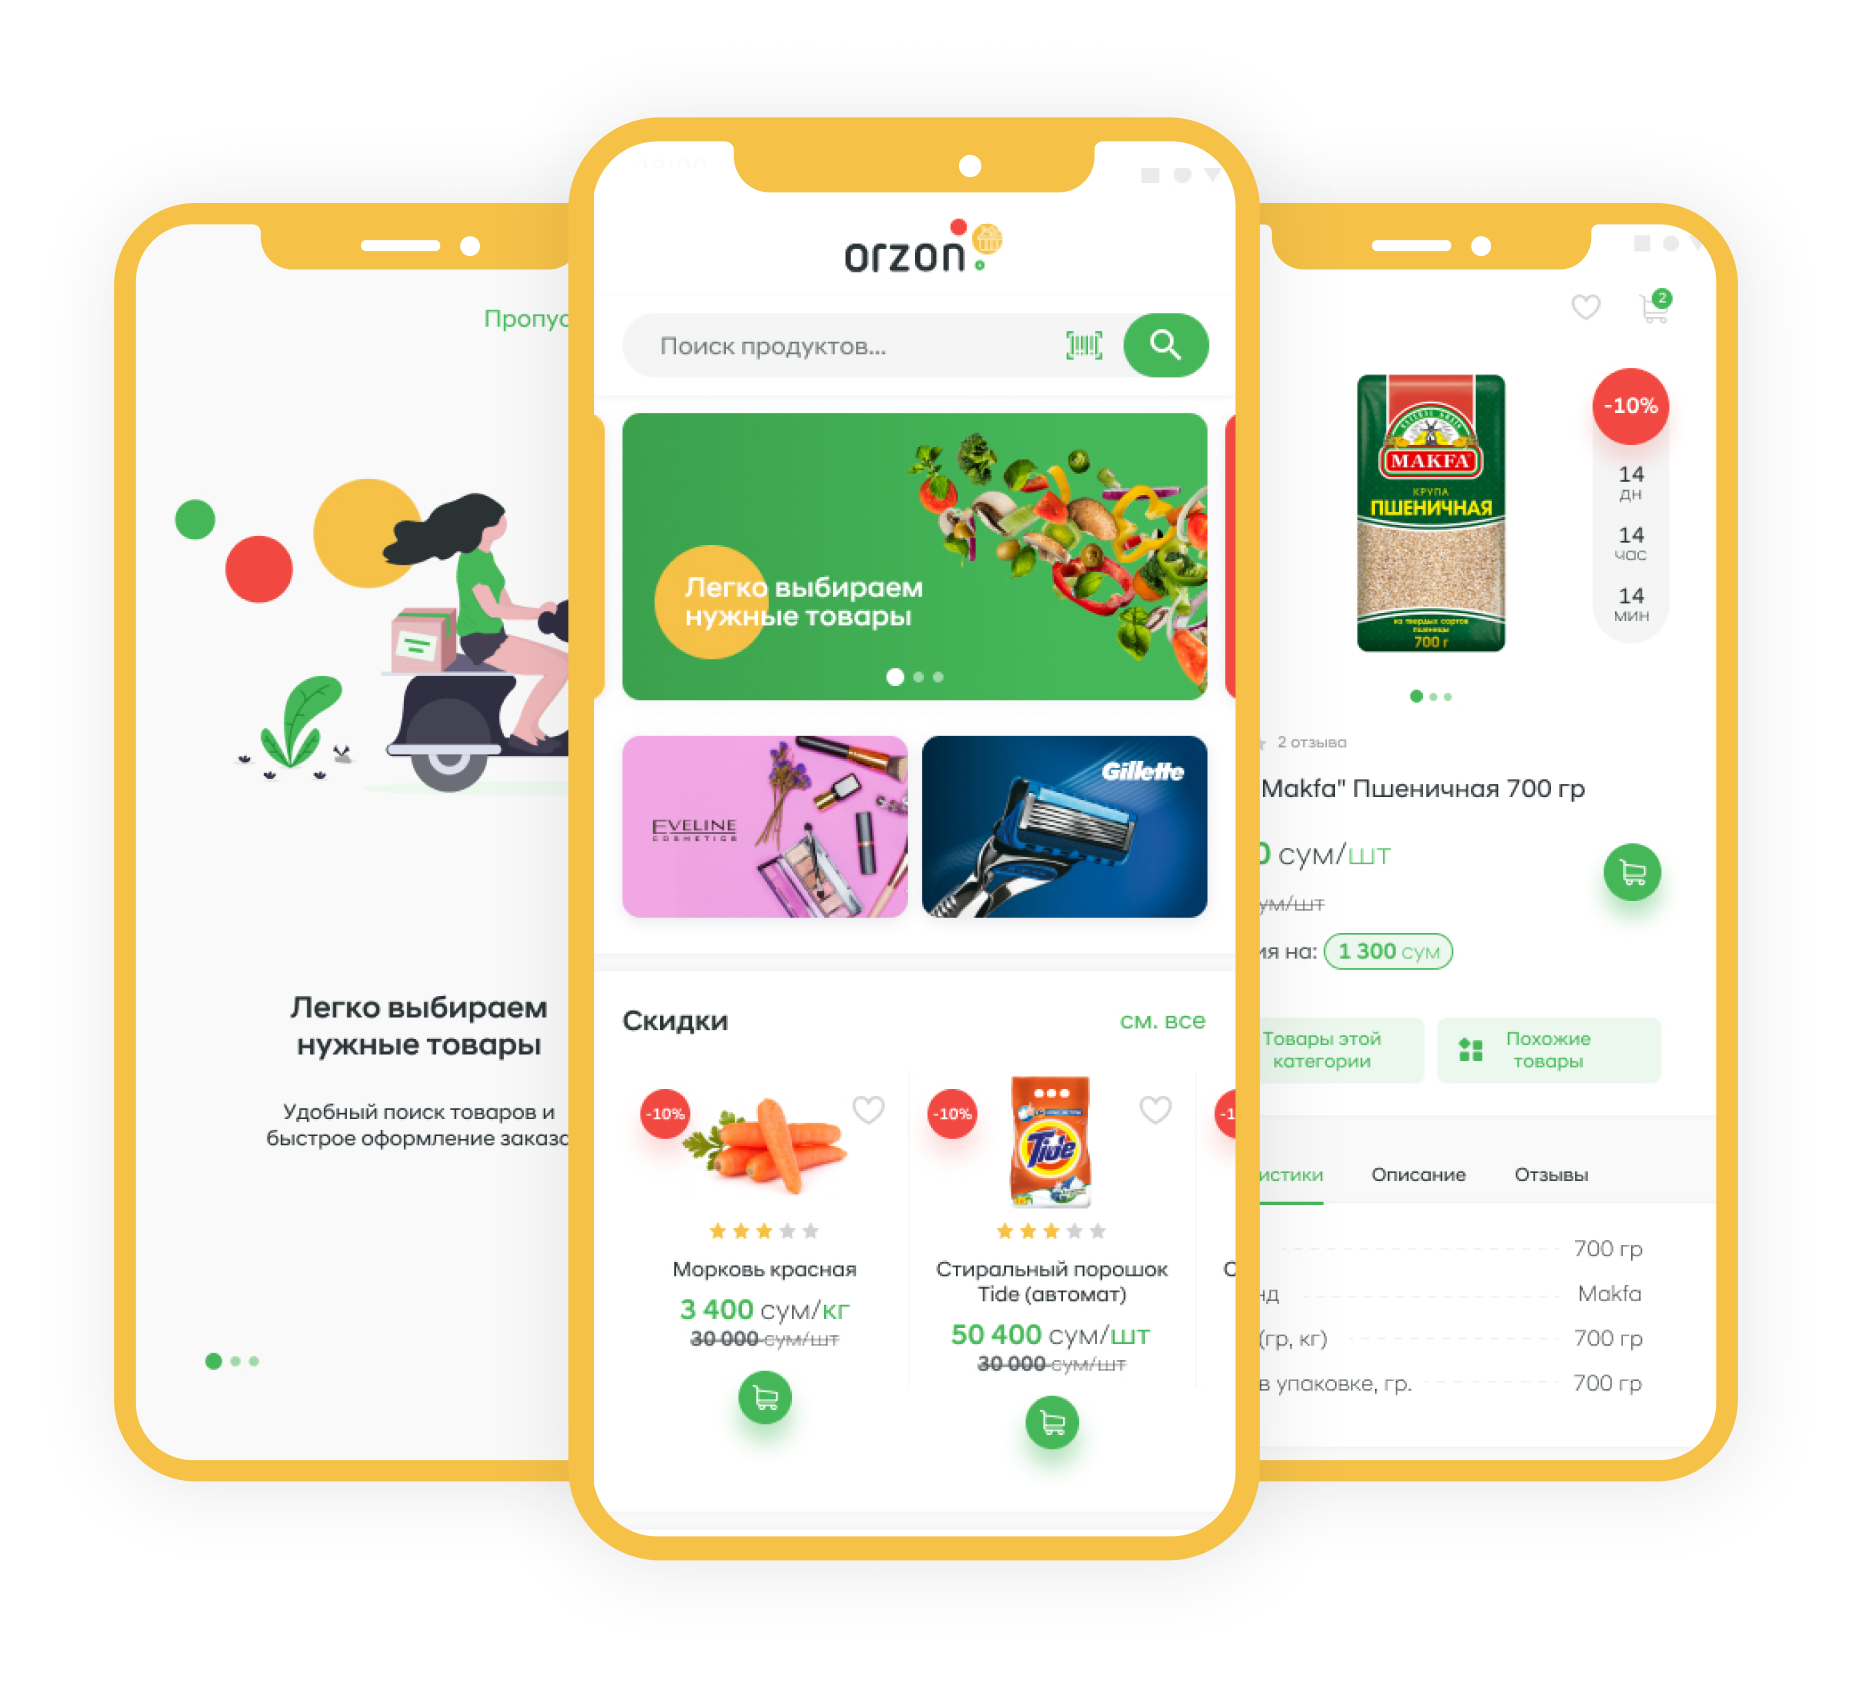 Пропус
Легко выбираем
нужные товары
Удобный поиск товаров и
быстрое оформление заказа
orzon
Поиск продуктов...
Легко выбираем
нужные товары
EVELINE
COSMETICS
Gillette
Скидки
см. все
-10%
Морковь красная
3 400 сум/кг
30 000 сум/шт
-10%
Tide
Стиральный порошок
Tide (автомат)
50 400 сум/шт
30 000 сум/шт
-1
С
2
MAKFA
КРУПА
ПШЕНИЧНАЯ
из твердых сортов
пшеницы
700 г
-10%
14
дн
14
час
14
мин
2 отзыва
Makfa" Пшеничная 700 гр
0 сум/шт
ум/шт
ия на: 1 300 сум
Товары этой
категории
Похожие
товары
истики
Описание
Отзывы
700 гр
нд Makfa
(гр, кг) 700 гр
в упаковке, гр. 700 гр